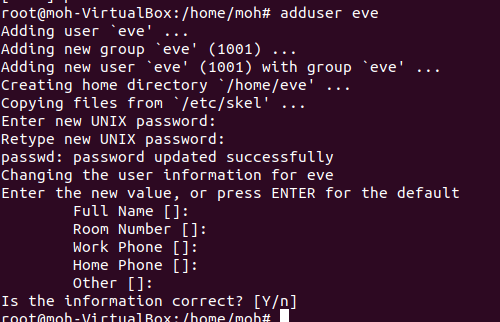 root@moh-VirtualBox:/home/moh# adduser eve
Adding user `eve' ...
Adding new group `eve' (1001) ...
Adding new user `eve' (1001) with group `eve' ...
Creating home directory `/home/eve' ...
Copying files from `/etc/skel' ...
Enter new UNIX password:
Retype new UNIX password:
passwd: password updated successfully
Changing the user information for eve
Enter the new value, or press ENTER for the default
Full Name []:
Room Number []:
Work Phone []:
Home Phone []:
Other []:
Is the information correct? [Y/n]
root@moh-VirtualBox:/home/moh#